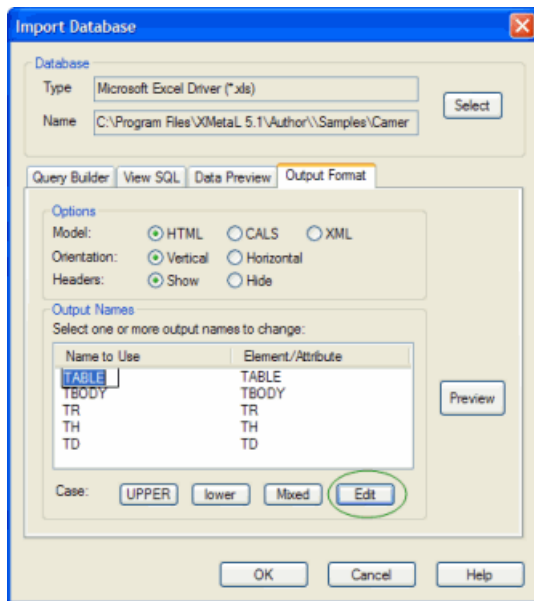 Import Database
Database
Type Microsoft Excel Driver (*.xls)
Select
Name C:\Program Files\XMetaL 5.1\Author\\Samples\Camer
Query Builder View SQL Data Preview Output Format
Options
Model: HTML CALS XML
Orientation: Vertical Horizontal
Headers: Show Hide
Output Names
Select one or more output names to change:
Name to Use Element/Attribute
TABLE TABLE
TBODY TBODY
TR TR
TH TH
TD TD
Preview
Case: UPPER lower Mixed Edit
OK Cancel Help